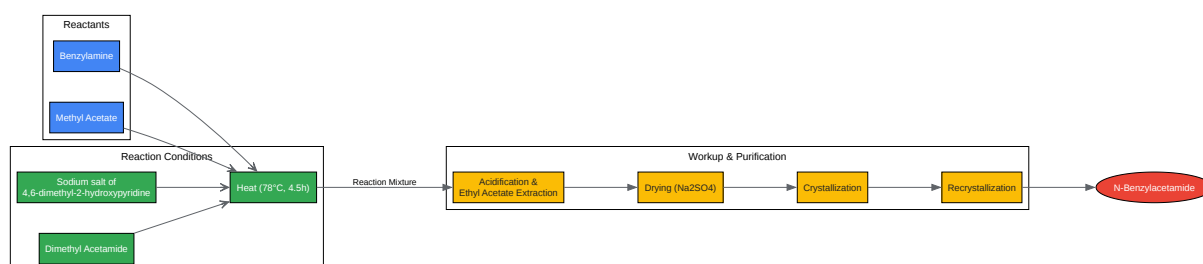 Reactants
Benzylamine
Methyl Acetate
Reaction Conditions
Sodium salt of
4,6-dimethyl-2-hydroxypyridine
Heat (78°C, 4.5h)
Dimethyl Acetamide
Reaction Mixture
Workup & Purification
Acidification &
Ethyl Acetate Extraction
Drying (Na2SO4)
Crystallization
Recrystallization
N-Benzylacetamide